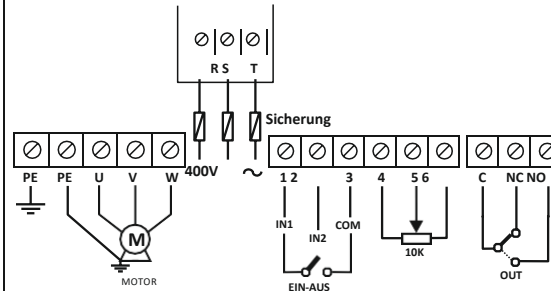 R S T
Sicherung
PE PE U V W 400V 1 2 3 4 5 6 C NC NO
IN1 IN2 COM
10K
M
MOTOR
EIN-AUS
OUT